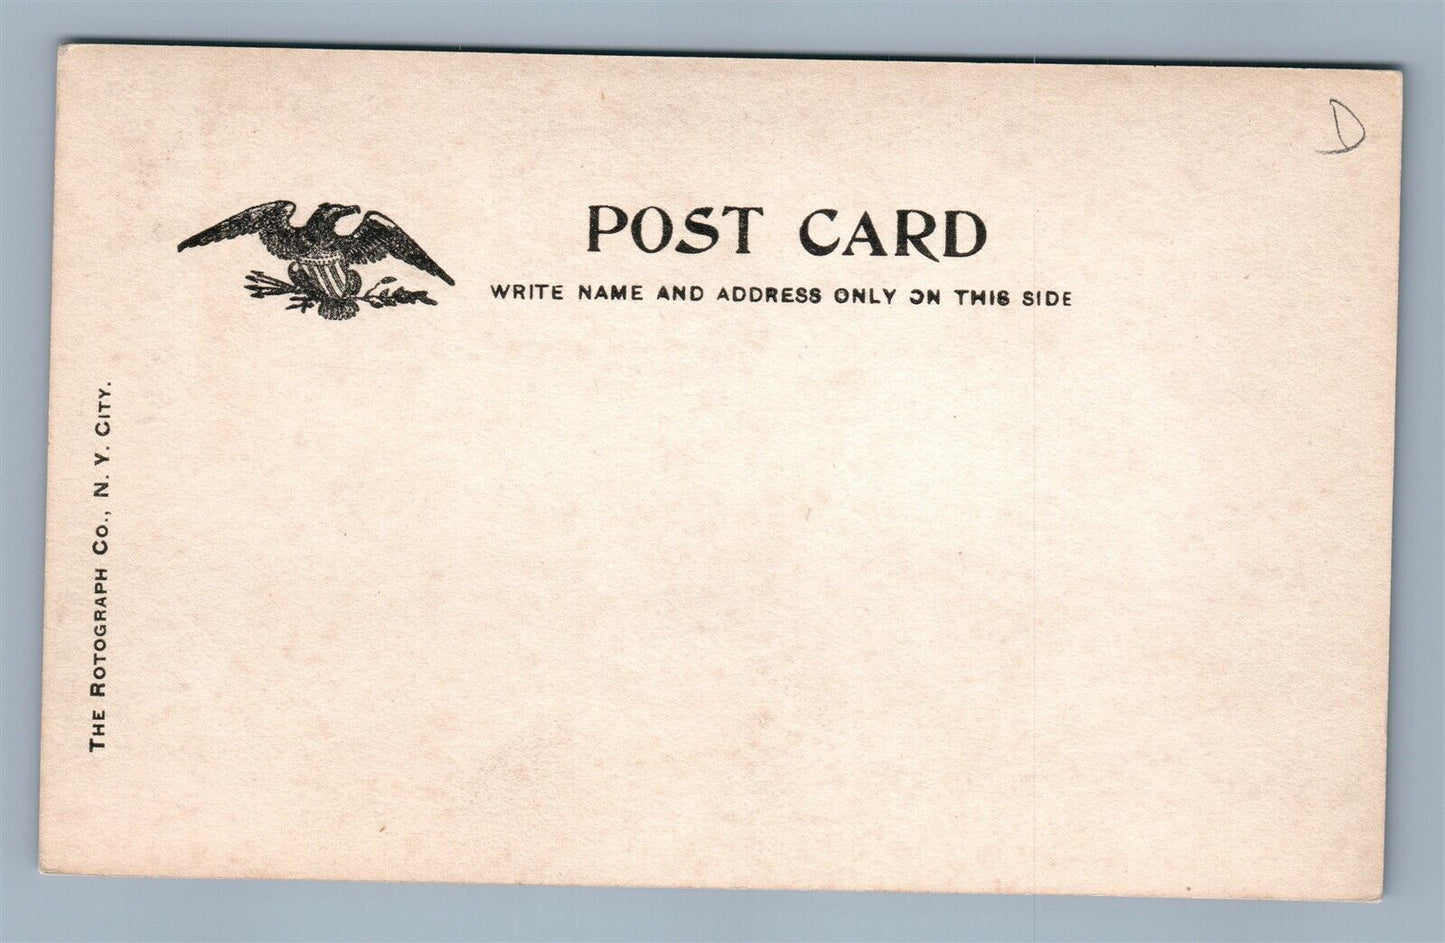 D
POST CARD
WRITE NAME AND ADDRESS ONLY ON THIS SIDE
THE ROTOGRAPH CO., N. Y. CITY.